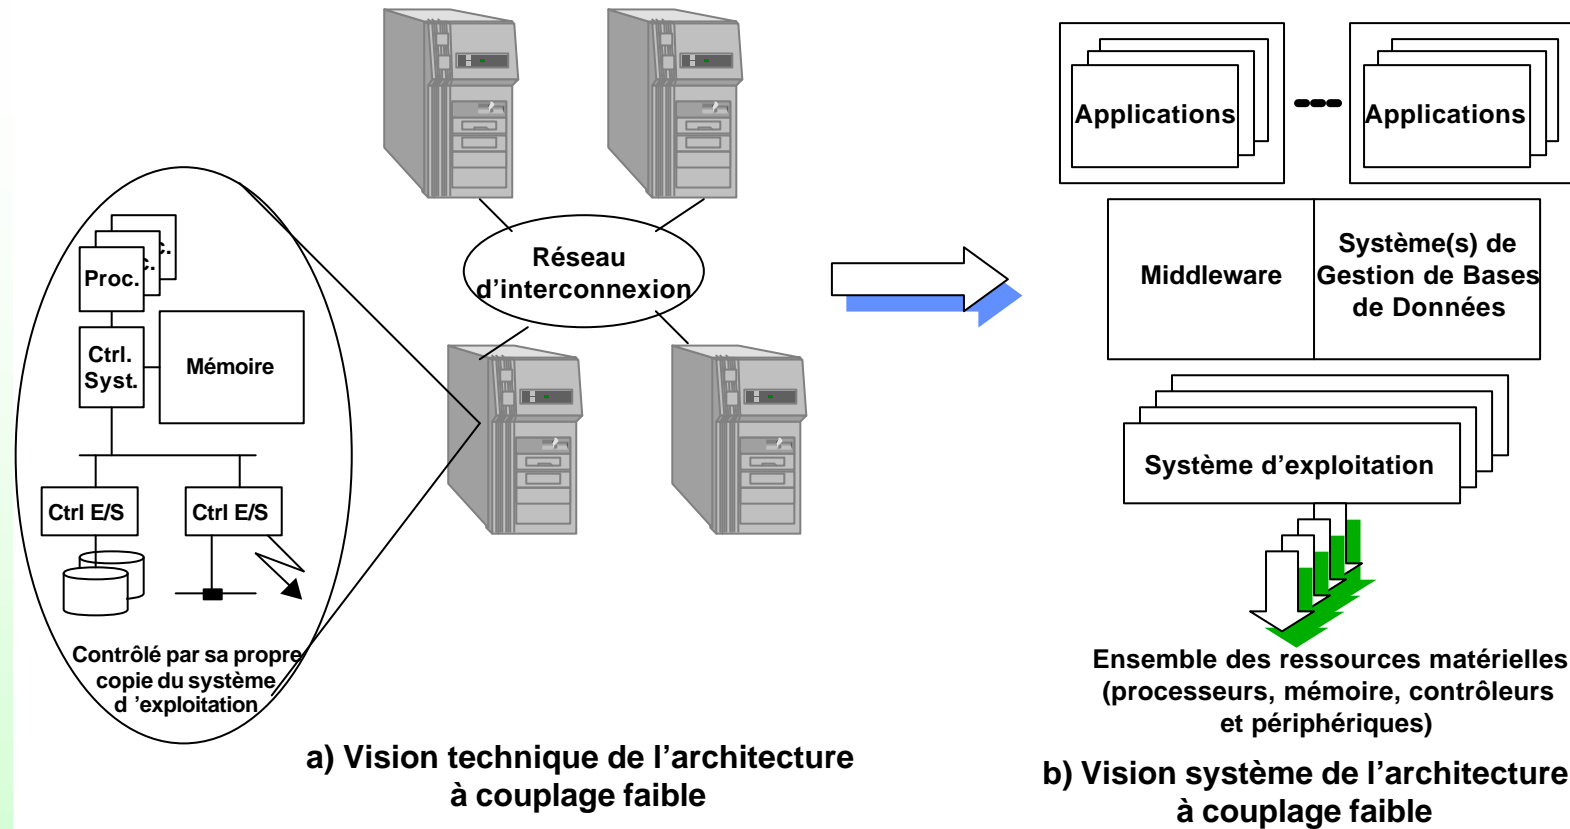 Proc.
c.
c.
Ctrl.
Syst.
Mémoire
Ctrl E/S
Ctrl E/S
Contrôlé par sa propre
copie du système
d ’exploitation
Réseau
d’interconnexion
a) Vision technique de l’architecture
à couplage faible
Applications
Applications
Middleware
Système(s) de
Gestion de Bases
de Données
Système d’exploitation
Ensemble des ressources matérielles
(processeurs, mémoire, contrôleurs
et périphériques)
b) Vision système de l’architecture
à couplage faible